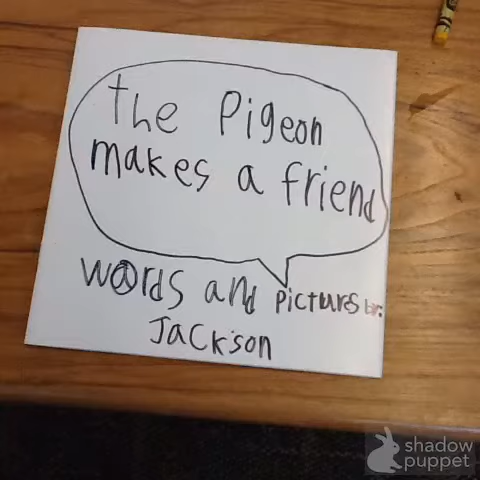 the Pigeon
makes a friend
words and pictures by:
Jackson
shadow
puppet